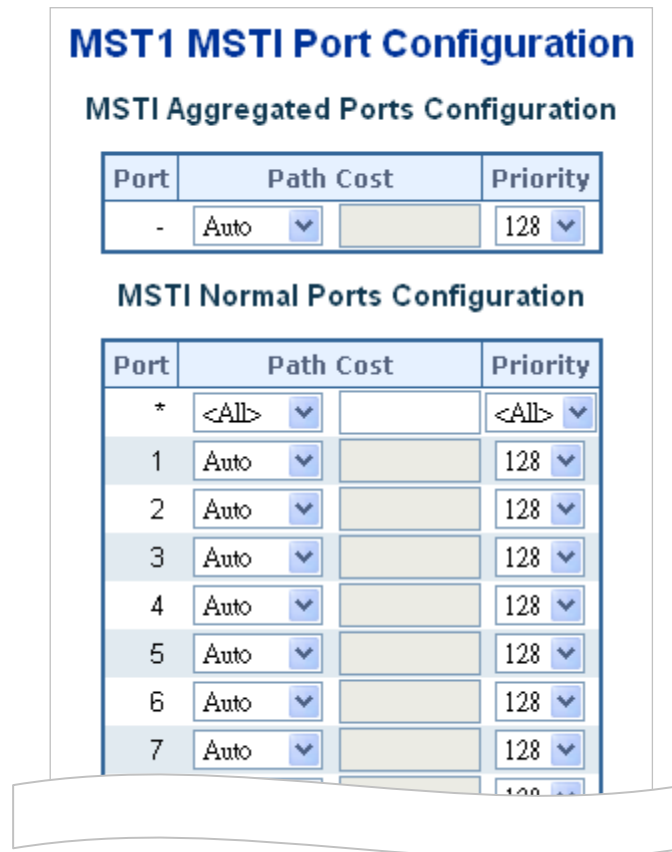 MST1 MSTI Port Configuration
MSTI Aggregated Ports Configuration
Port Path Cost Priority
- Auto 128
MSTI Normal Ports Configuration
Port Path Cost Priority
* <All> <All>
1 Auto 128
2 Auto 128
3 Auto 128
4 Auto 128
5 Auto 128
6 Auto 128
7 Auto 128